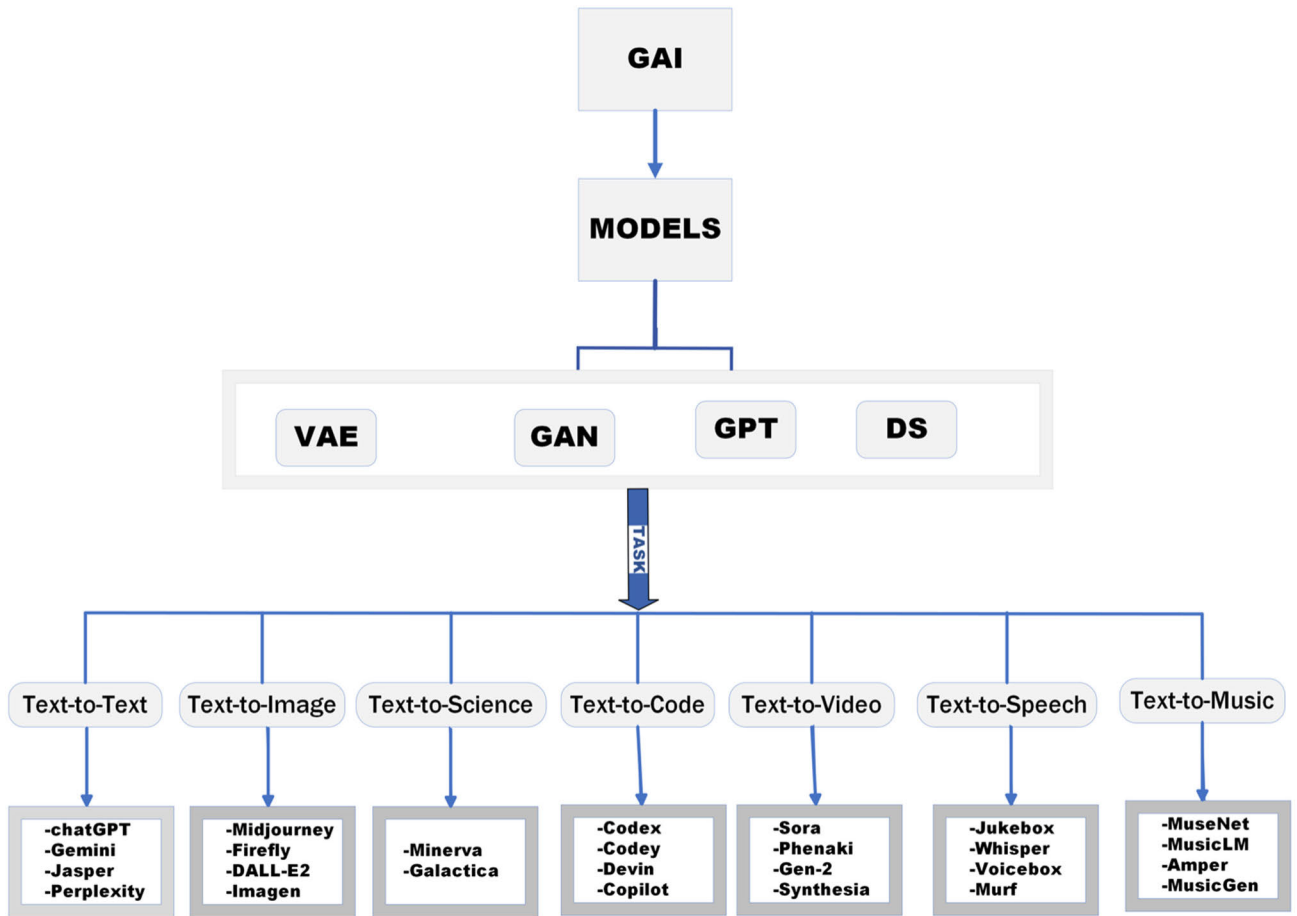 GAI
MODELS
VAE
GAN
GPT
DS
TASK
Text-to-Text
Text-to-Image
Text-to-Science
Text-to-Code
Text-to-Video
Text-to-Speech
Text-to-Music
-chatGPT
-Gemini
-Jasper
-Perplexity
-Midjourney
-Firefly
-DALL-E2
-Imagen
-Minerva
-Galactica
-Codex
-Codey
-Devin
-Copilot
-Sora
-Phenaki
-Gen-2
-Synthesia
-Jukebox
-Whisper
-Voicebox
-Murf
-MuseNet
-MusicLM
-Amper
-MusicGen